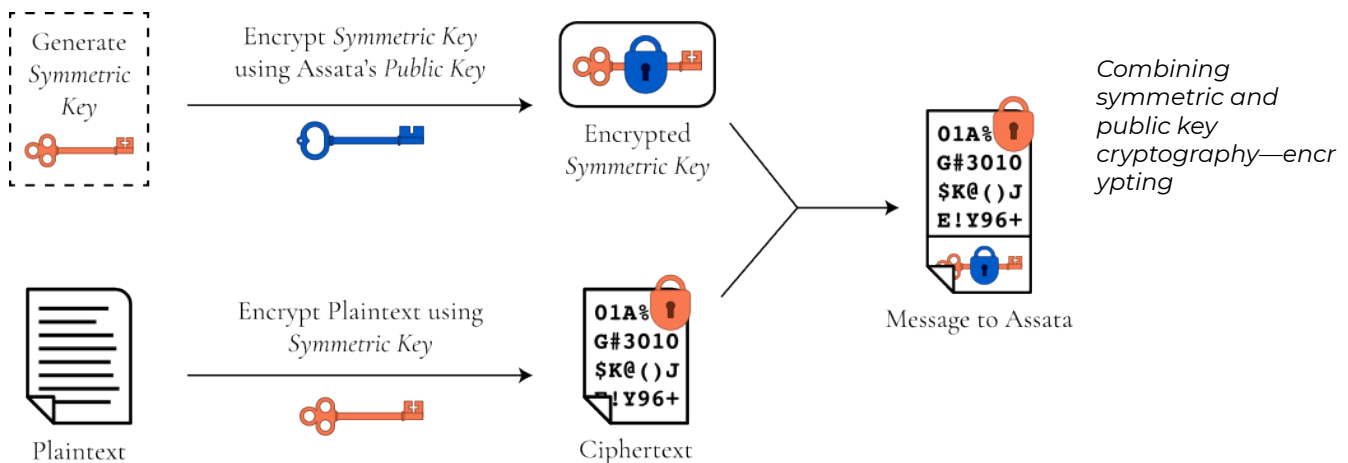 Generate
Symmetric
Key
Encrypt Symmetric Key
using Assata's Public Key
Encrypted
Symmetric Key
01A%
G#3010
$K@()J
E!Y96+
Message to Assata
Combining
symmetric and
public key
cryptography—encr
ypting
Plaintext
Encrypt Plaintext using
Symmetric Key
01A%
G#3010
$K@()J
!Y96+
Ciphertext